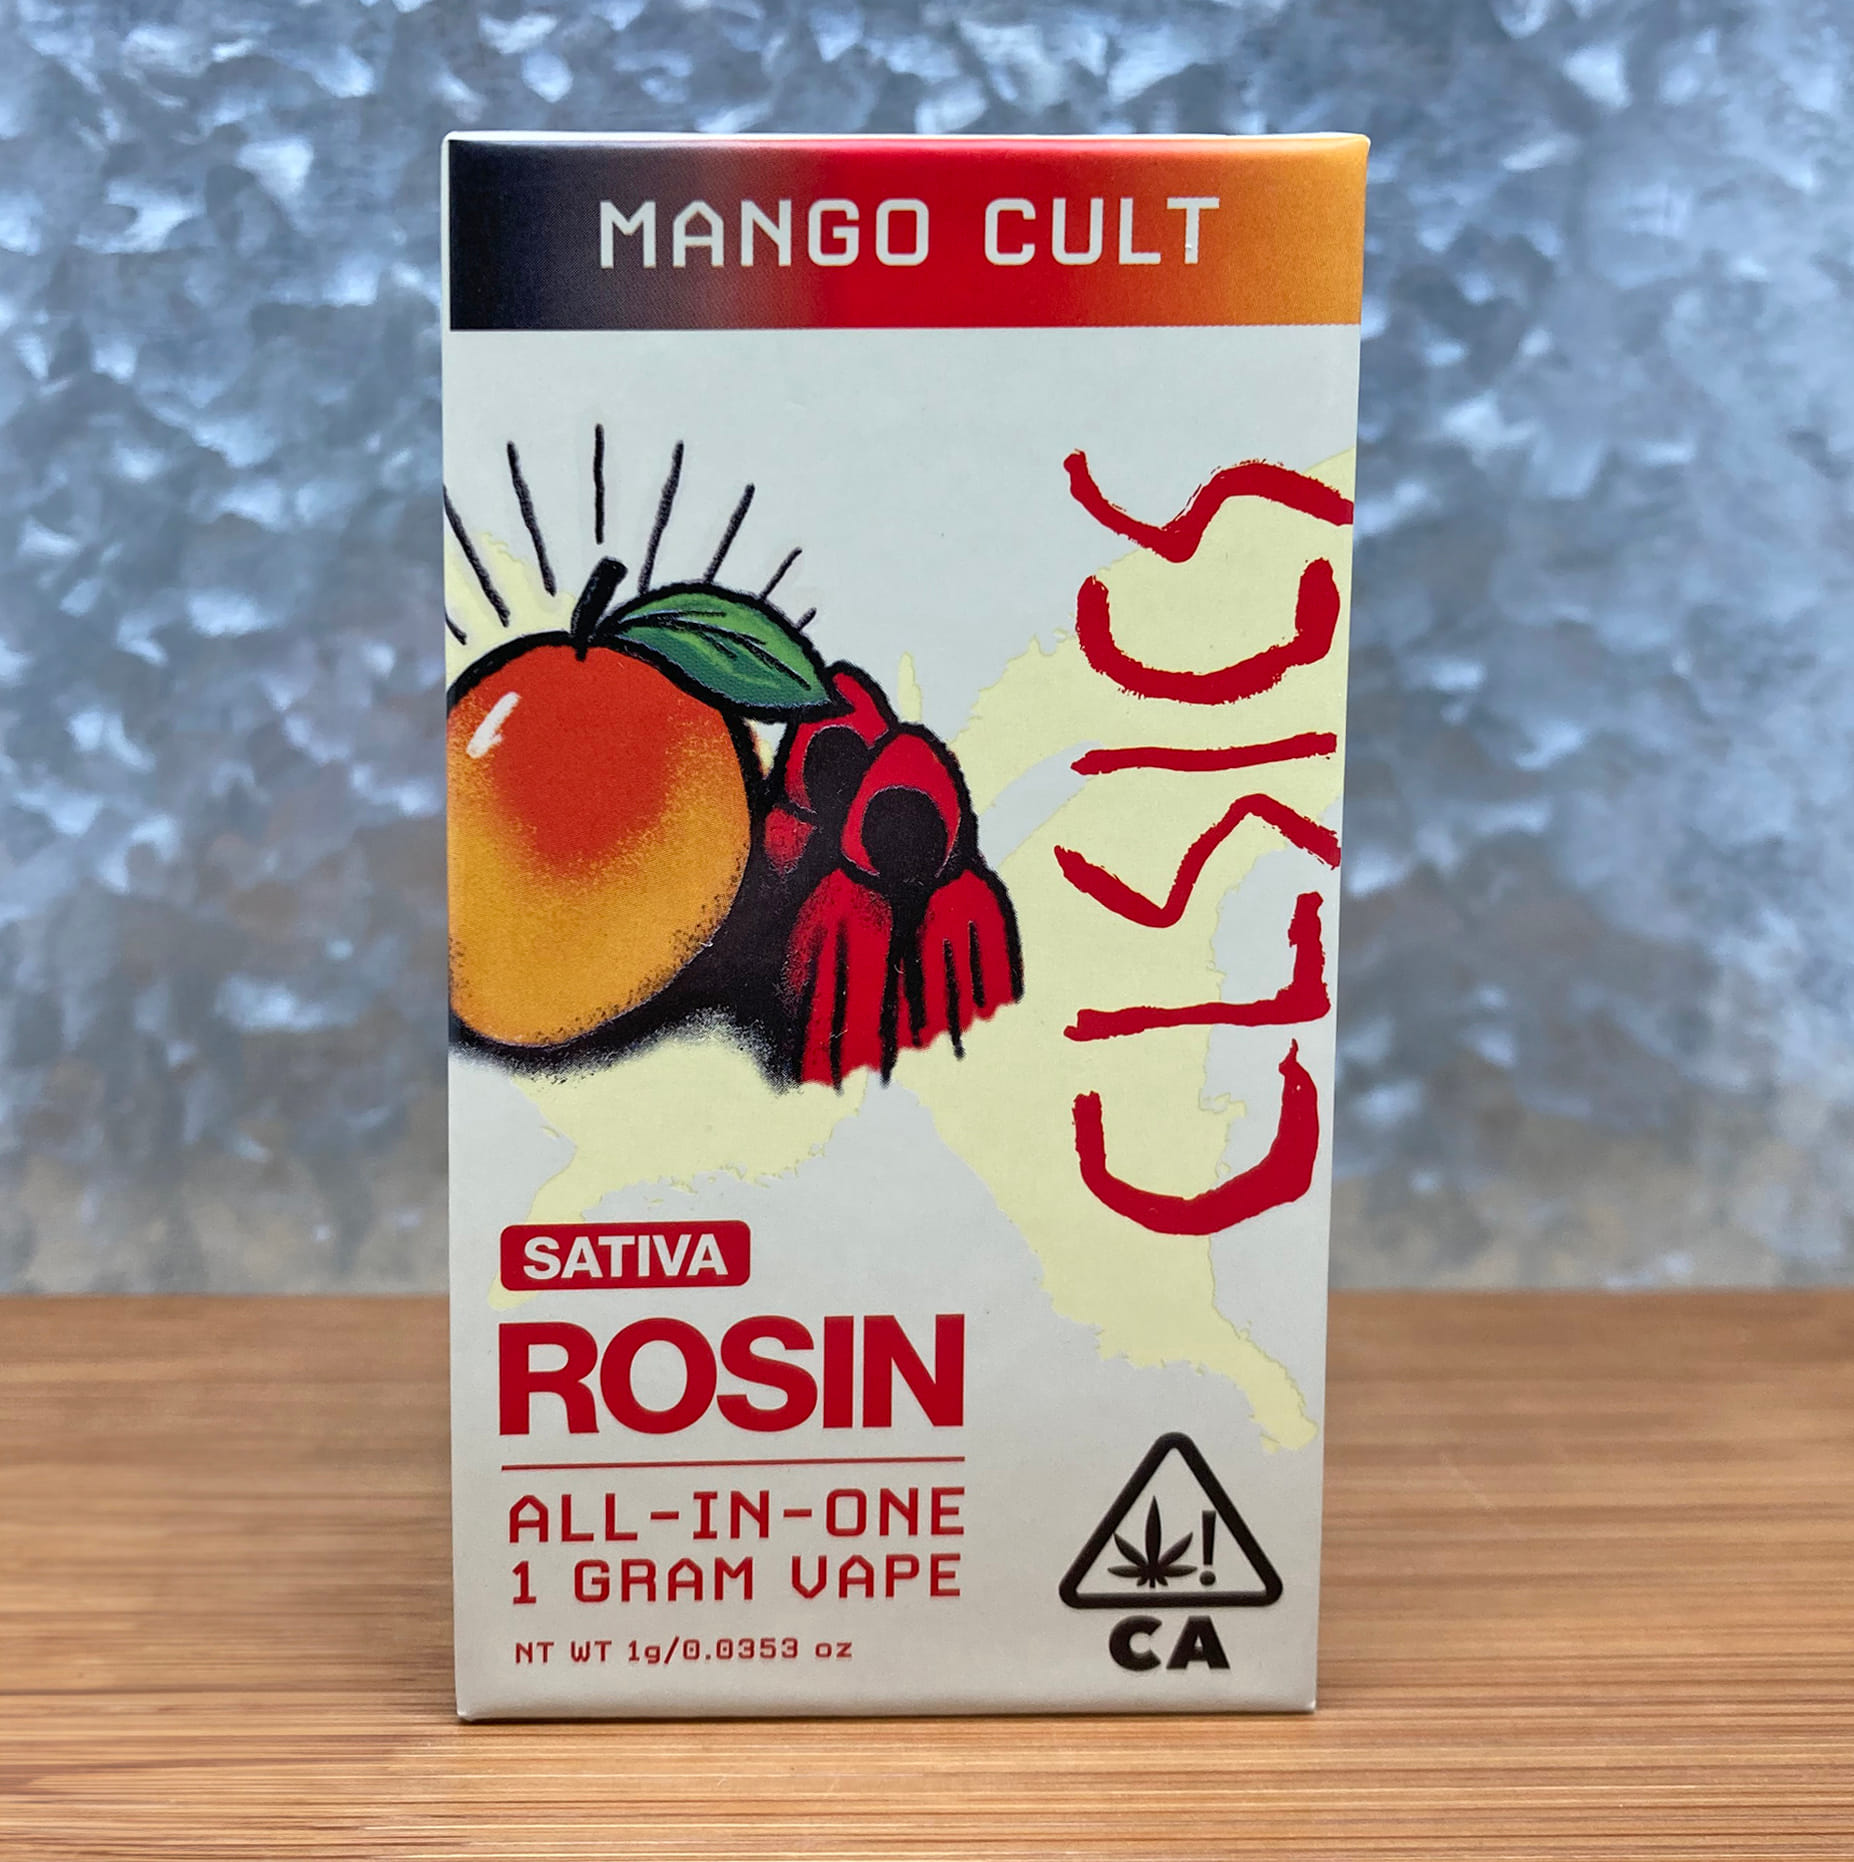 MANGO CULT
CLSICS
SATIVA
ROSIN
ALL-IN-ONE
1 GRAM VAPE
NT WT 1g/0.0353 oz
!
CA